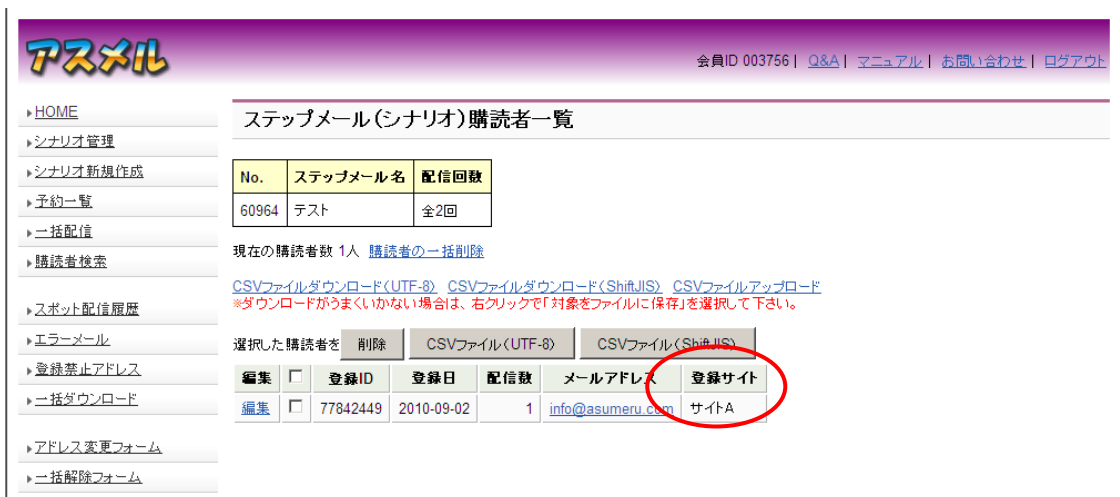 アスメル
会員ID 003756 | Q&A | マニュアル | お問い合わせ | ログアウト
HOME
シナリオ管理
シナリオ新規作成
予約一覧
一括配信
購読者検索
スポット配信履歴
エラーメール
登録禁止アドレス
一括ダウンロード
アドレス変更フォーム
一括解除フォーム
ステップメール(シナリオ)購読者一覧
No. ステップメール名 配信回数
60964 テスト 全2回
現在の購読者数 1人 購読者の一括削除
CSVファイルダウンロード(UTF-8) CSVファイルダウンロード(ShiftJIS) CSVファイルアップロード
※ダウンロードがうまくいかない場合は、右クリックで「対象をファイルに保存」を選択して下さい。
選択した購読者を 削除 CSVファイル(UTF-8) CSVファイル(ShiftJIS)
編集 登録ID 登録日 配信数 メールアドレス 登録サイト
編集 77842449 2010-09-02 1 info@asumeru.com サイトA